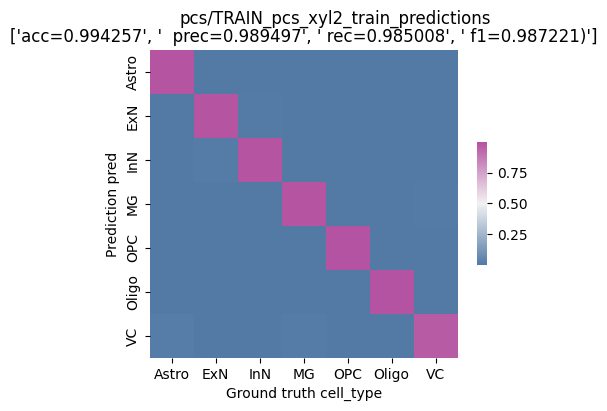 pcs/TRAIN_pcs_xyl2_train_predictions
['acc=0.994257', '  prec=0.989497', ' rec=0.985008', ' f1=0.987221)']
Astro
ExN
InN
MG
OPC
Oligo
VC
Prediction pred
0.75
0.50
0.25
Astro ExN InN MG OPC Oligo VC
Ground truth cell_type